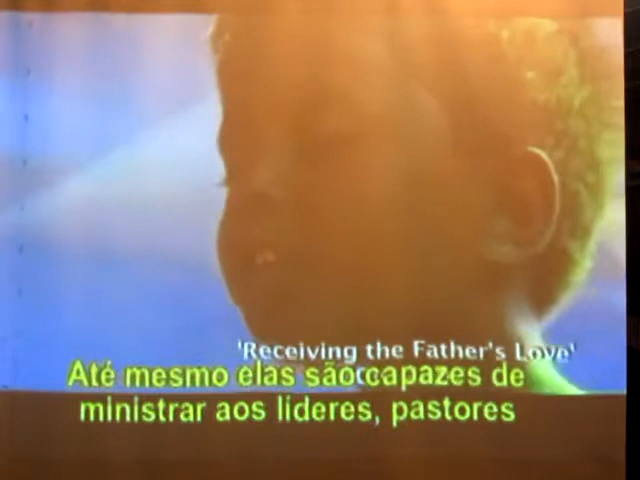 'Receiving the Father's Love'
Até mesmo elas são capazes de
ministrar aos líderes, pastores